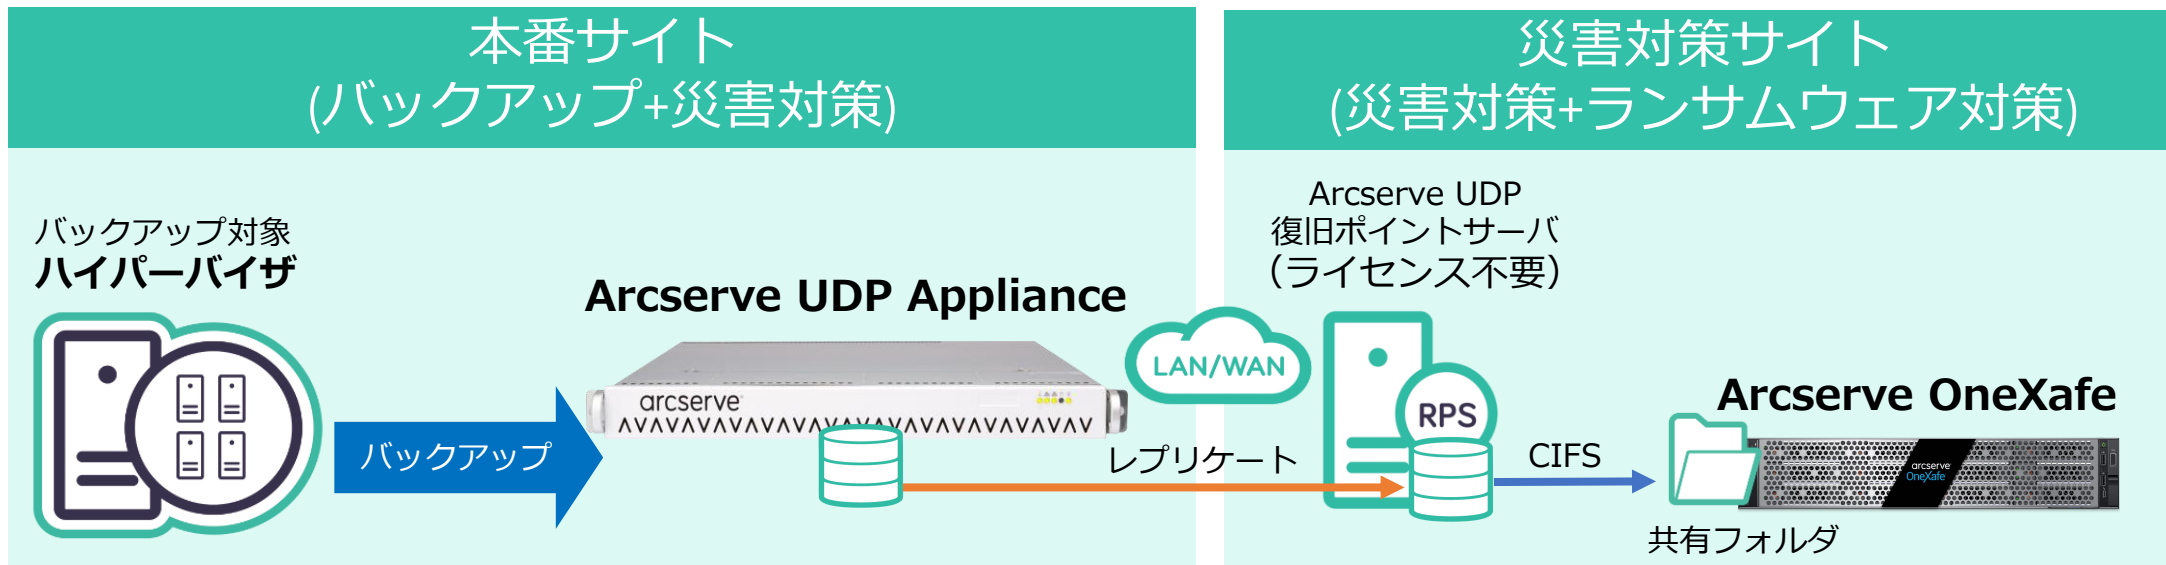 本番サイト
(バックアップ+災害対策)
バックアップ対象
ハイパーバイザ
バックアップ
Arcserve UDP Appliance
arcserve
LAN/WAN
レプリケート
災害対策サイト
(災害対策+ランサムウェア対策)
Arcserve UDP
復旧ポイントサーバ
(ライセンス不要)
RPS
CIFS
Arcserve OneXafe
arcserve
OneXafe
共有フォルダ